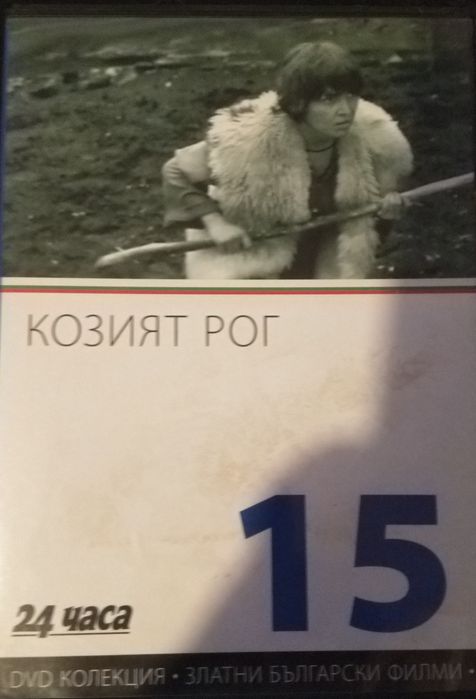 КОЗИЯТ РОГ
15
24 часа
DVD КОЛЕКЦИЯ • ЗЛАТНИ БЪЛГАРСКИ ФИЛМИ •